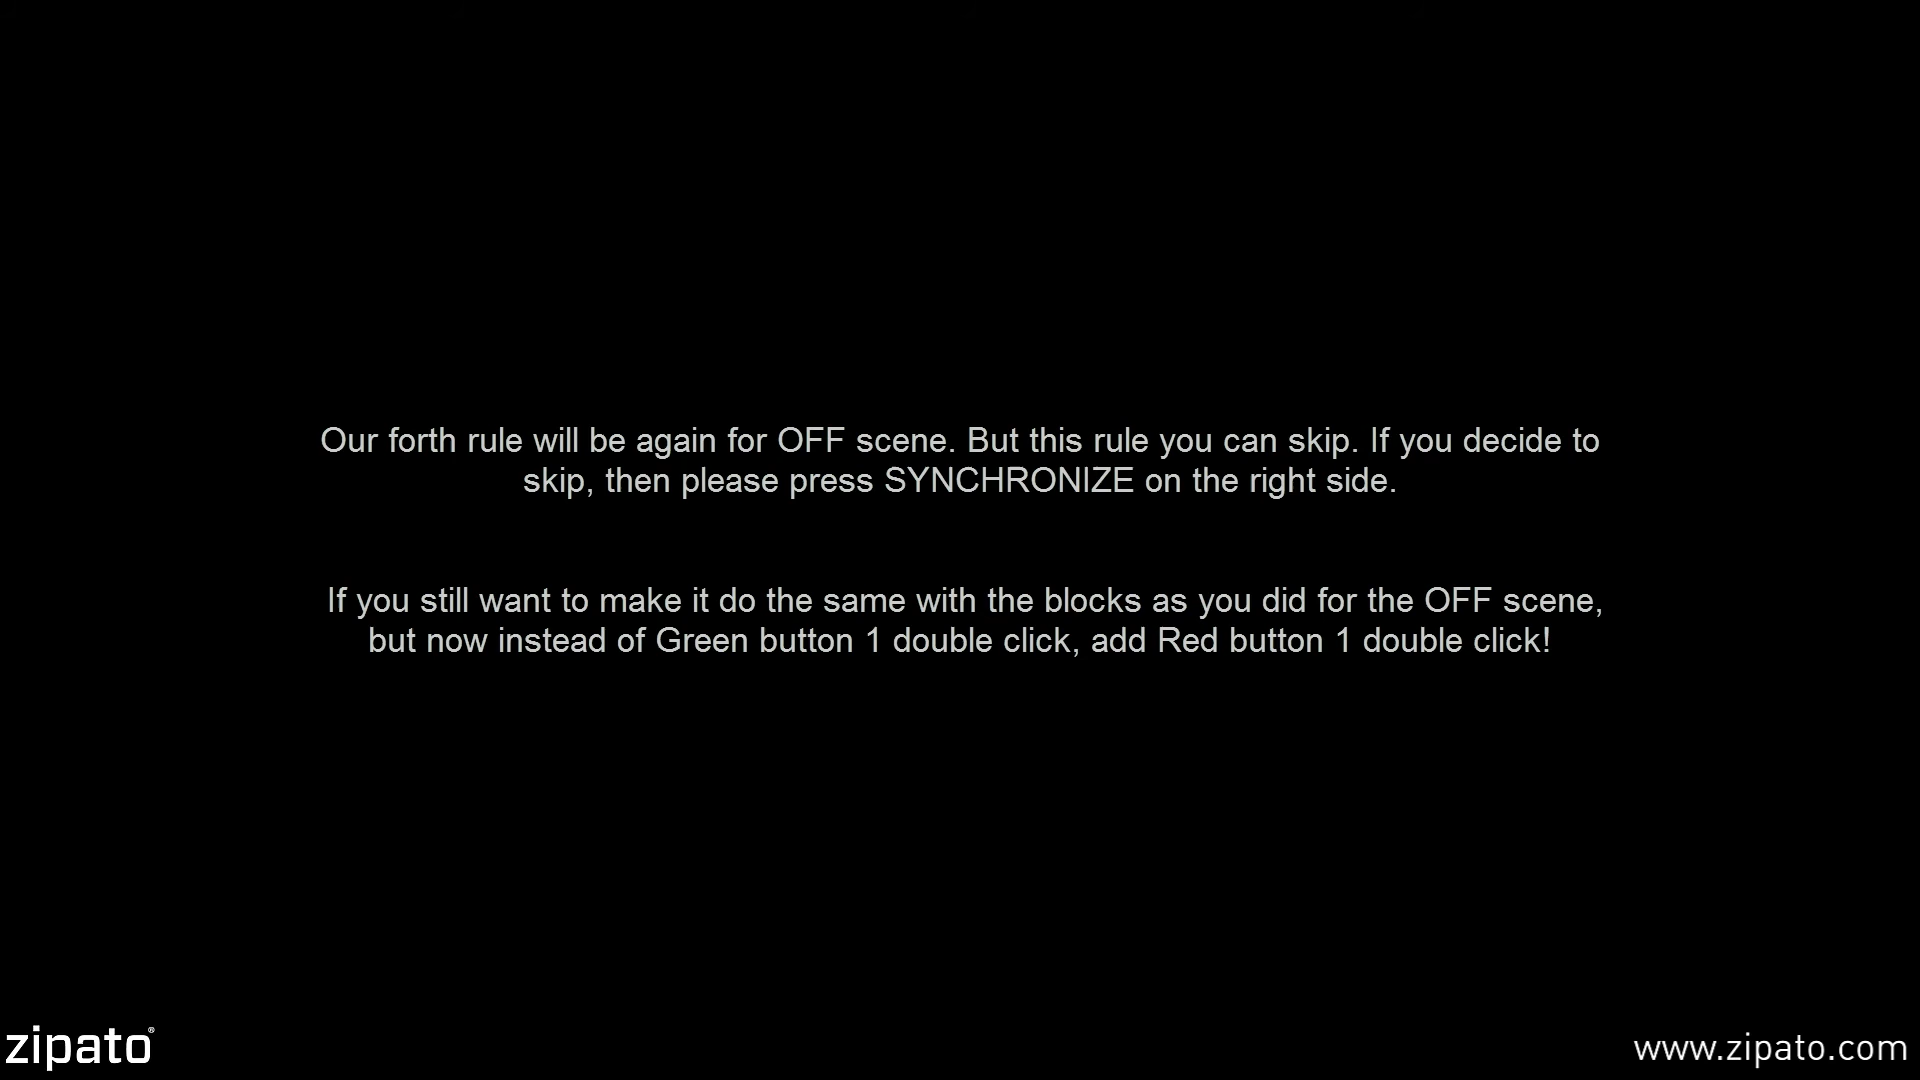 Our forth rule will be again for OFF scene. But this rule you can skip. If you decide to
skip, then please press SYNCHRONIZE on the right side.
If you still want to make it do the same with the blocks as you did for the OFF scene,
but now instead of Green button 1 double click, add Red button 1 double click!
zipato®
www.zipato.com